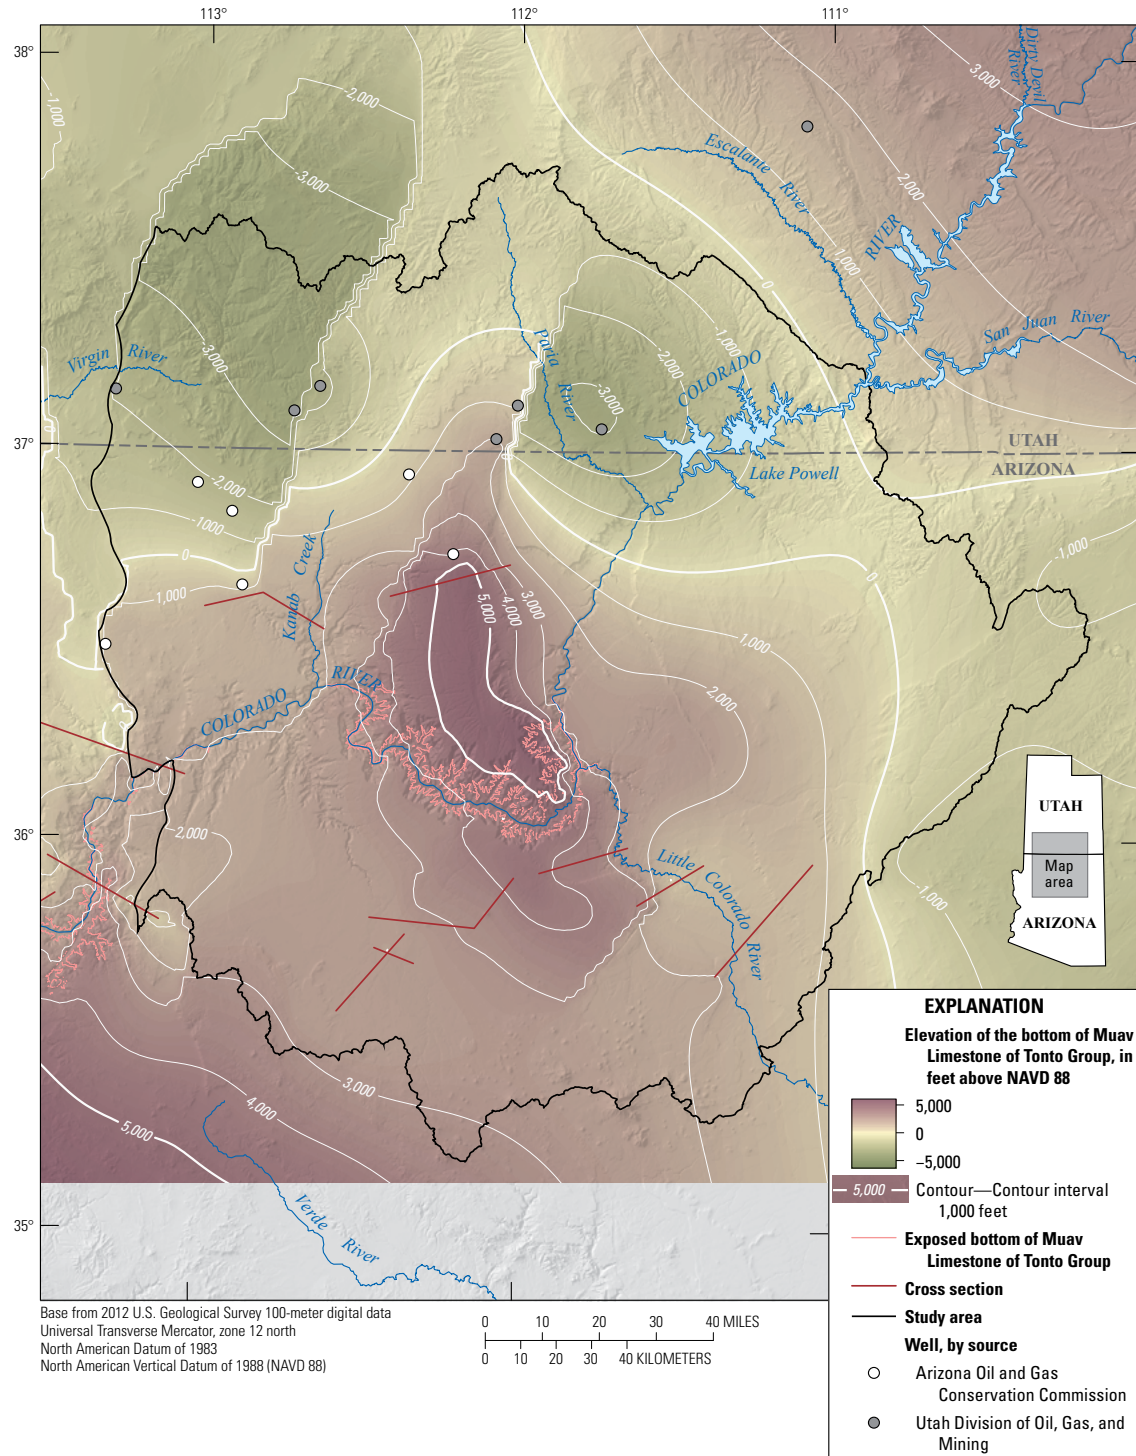 113°
112°
111°
38°
-1,000
-2,000
-3,000
3,000
Dirty Devil
River
Escalante River
2,000
RIVER
1,000
0
San Juan River
Paria River
-1,000
-2,000
COLORADO
-3,000
-3,000
Virgin River
37°
UTAH
ARIZONA
Lake Powell
-2,000
-1000
0
0
Kanab Creek
-1,000
0
1,000
3,000
4,000
5,000
1,000
2,000
COLORADO RIVER
36°
2,000
Little Colorado River
-1,000
UTAH
Map
area
ARIZONA
3,000
4,000
5,000
Verde River
35°
EXPLANATION
Elevation of the bottom of Muav
Limestone of Tonto Group, in
feet above NAVD 88
5,000
0
−5,000
5,000
Contour—Contour interval
1,000 feet
Exposed bottom of Muav
Limestone of Tonto Group
Cross section
Study area
Well, by source
Arizona Oil and Gas
Conservation Commission
Utah Division of Oil, Gas, and
Mining
Base from 2012 U.S. Geological Survey 100-meter digital data
Universal Transverse Mercator, zone 12 north
North American Datum of 1983
North American Vertical Datum of 1988 (NAVD 88)
0 10 20 30 40 MILES
0 10 20 30 40 KILOMETERS